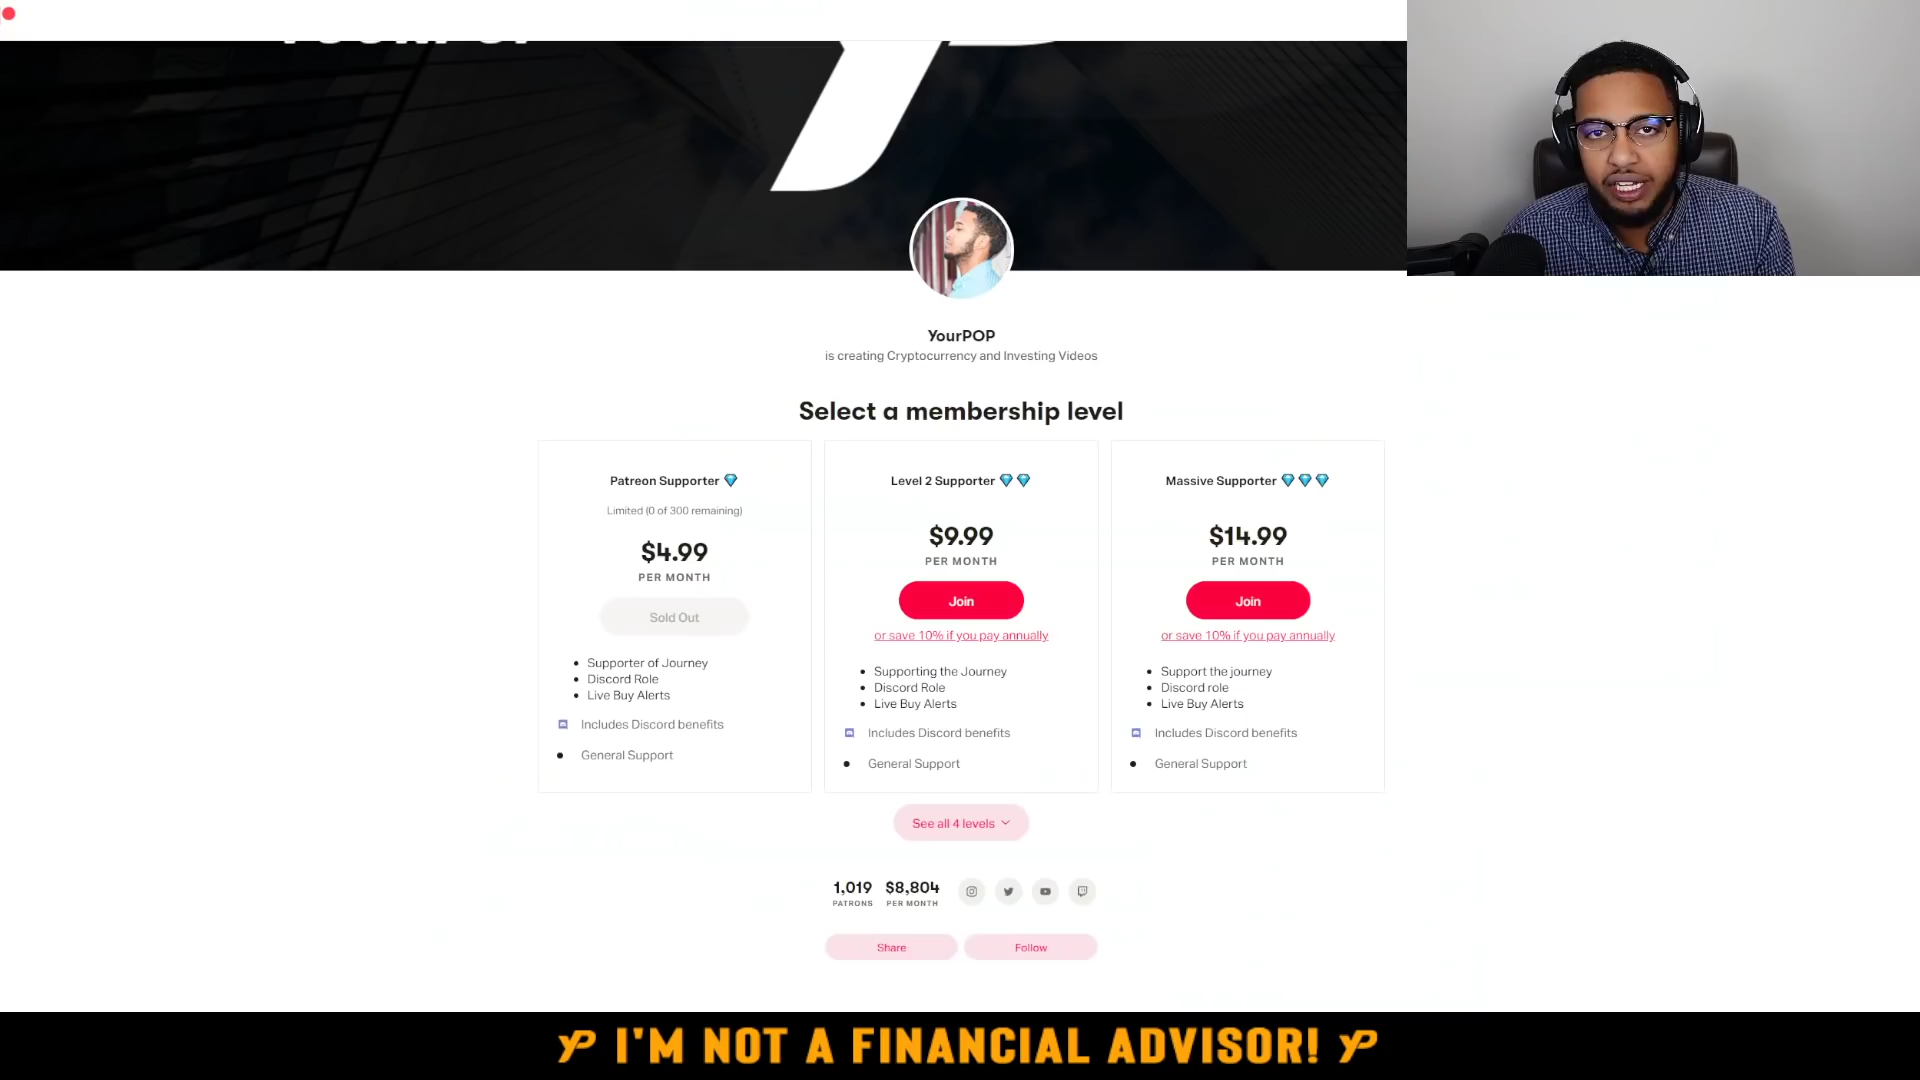 YourPOP
is creating Cryptocurrency and Investing Videos
Select a membership level
Patreon Supporter
Limited (0 of 300 remaining)
$4.99
PER MONTH
Sold Out
Supporter of Journey
Discord Role
Live Buy Alerts
Includes Discord benefits
General Support
Level 2 Supporter
$9.99
PER MONTH
Join
or save 10% if you pay annually
Supporting the Journey
Discord Role
Live Buy Alerts
Includes Discord benefits
General Support
Massive Supporter
$14.99
PER MONTH
Join
or save 10% if you pay annually
Support the journey
Discord role
Live Buy Alerts
Includes Discord benefits
General Support
See all 4 levels
1,019 $8,804
PATRONS PER MONTH
Share Follow
YP I'M NOT A FINANCIAL ADVISOR! YP